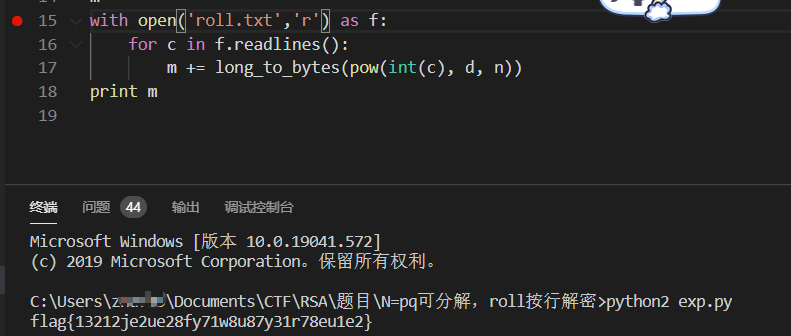 15 with open('roll.txt','r') as f:
16 for c in f.readlines():
17 m += long_to_bytes(pow(int(c), d, n))
18 print m
19
终端 问题 44 输出 调试控制台
Microsoft Windows [版本 10.0.19041.572]
(c) 2019 Microsoft Corporation。保留所有权利。
C:\Users\z\Documents\CTF\RSA\题目\N=pq可分解，roll按行解密>python2 exp.py
flag{13212je2ue28fy71w8u87y31r78eu1e2}